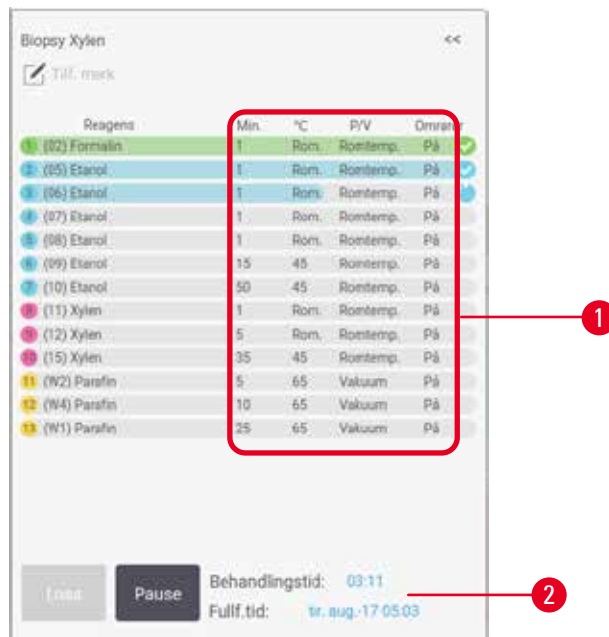 Biopsy Xylen <<
Tilf. merk
Reagens Min. °C P/V Omrører
1 (02) Formalin 1 Rom. Romtemp. På
2 (05) Etanol 1 Rom. Romtemp. På
3 (06) Etanol 1 Rom. Romtemp. På
4 (07) Etanol 1 Rom. Romtemp. På
5 (08) Etanol 1 Rom. Romtemp. På
6 (09) Etanol 15 45 Romtemp. På
7 (10) Etanol 50 45 Romtemp. På
8 (11) Xylen 1 Rom. Romtemp. På
9 (12) Xylen 5 Rom. Romtemp. På
10 (15) Xylen 35 45 Romtemp. På
11 (W2) Parafin 5 65 Vakuum På
12 (W4) Parafin 10 65 Vakuum På
13 (W1) Parafin 25 65 Vakuum På
1
Pause
Behandlingstid: 03:11
Fullf.tid: tir. aug.-17 05:03
2